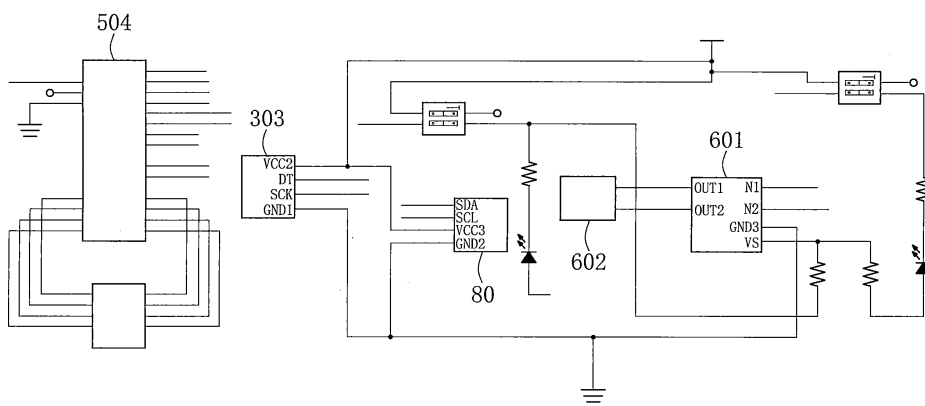 504
303
VCC2
DT
SCK
GND1
SDA
SCL
VCC3
GND2
80
602
601
OUT1
N1
OUT2
N2
GND3
VS